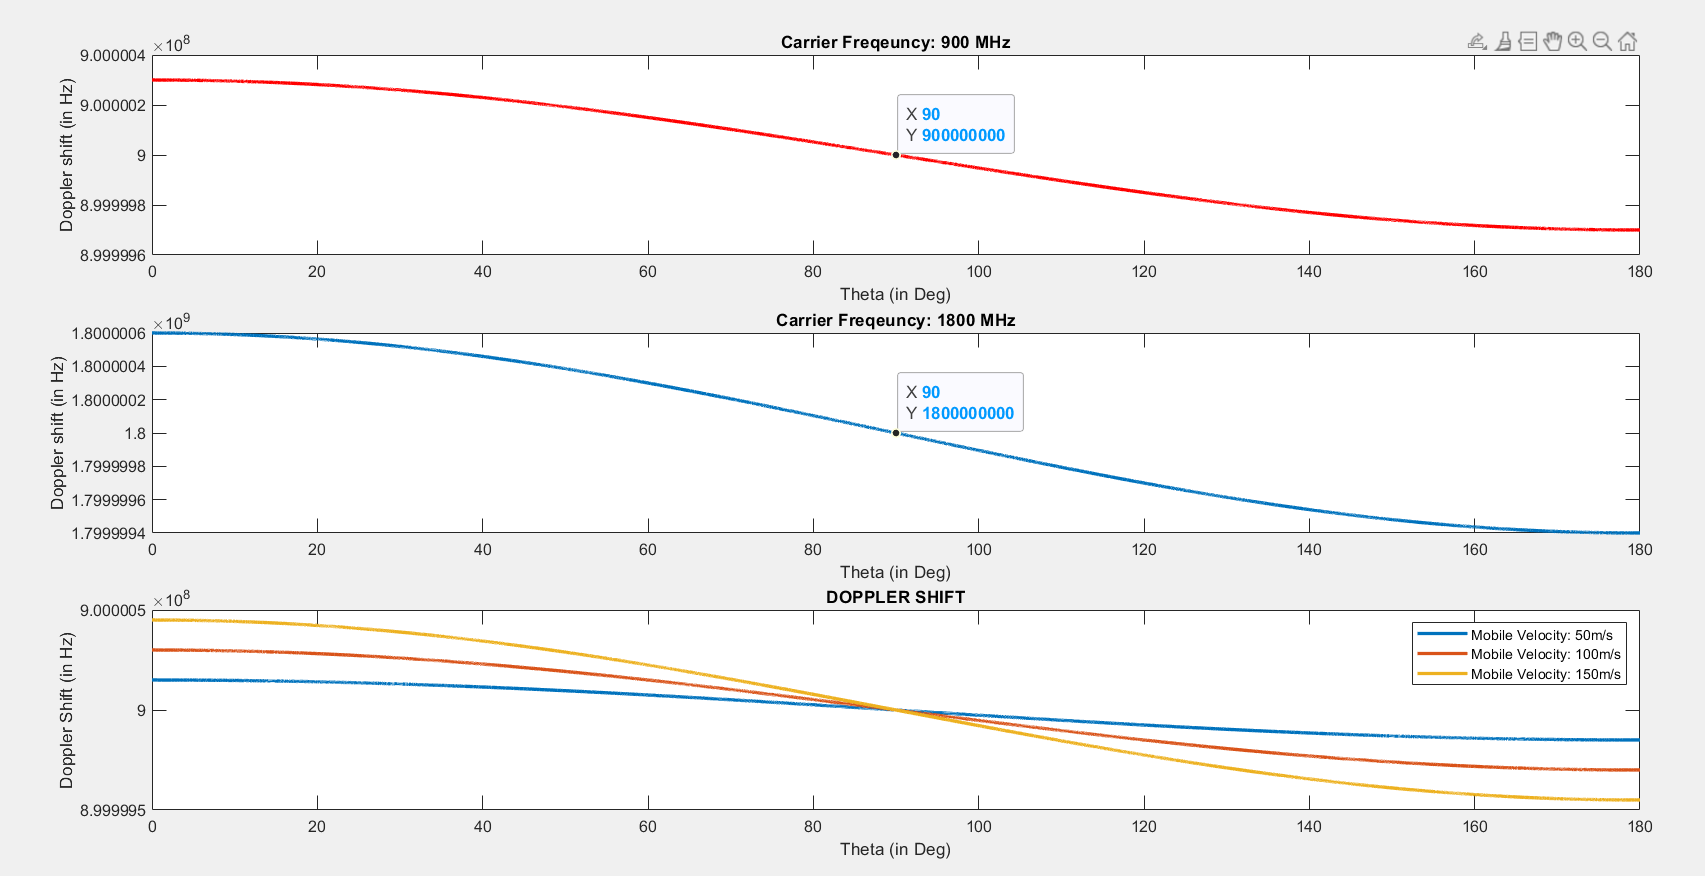 Carrier Freqeuncy: 900 MHz
×10^8
9.000004
9.000002
9
8.999998
8.999996
Doppler shift (in Hz)
X 90
Y 900000000
0 20 40 60 80 100 120 140 160 180
Theta (in Deg)
Carrier Freqeuncy: 1800 MHz
×10^9
1.8000006
1.8000004
1.8000002
1.8
1.7999998
1.7999996
1.7999994
Doppler shift (in Hz)
X 90
Y 1800000000
0 20 40 60 80 100 120 140 160 180
Theta (in Deg)
DOPPLER SHIFT
×10^8
9.000005
9
8.999995
Doppler Shift (in Hz)
Mobile Velocity: 50m/s
Mobile Velocity: 100m/s
Mobile Velocity: 150m/s
0 20 40 60 80 100 120 140 160 180
Theta (in Deg)